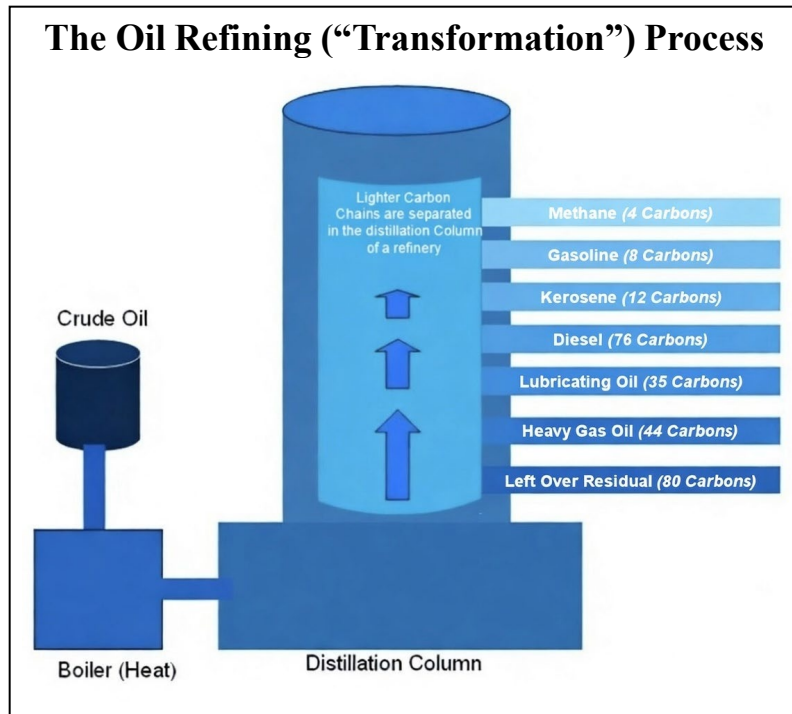 The Oil Refining (“Transformation”) Process
Lighter Carbon
Chains are separated
in the distillation Column
of a refinery
Methane (4 Carbons)
Gasoline (8 Carbons)
Kerosene (12 Carbons)
Diesel (76 Carbons)
Lubricating Oil (35 Carbons)
Heavy Gas Oil (44 Carbons)
Left Over Residual (80 Carbons)
Crude Oil
Boiler (Heat)
Distillation Column